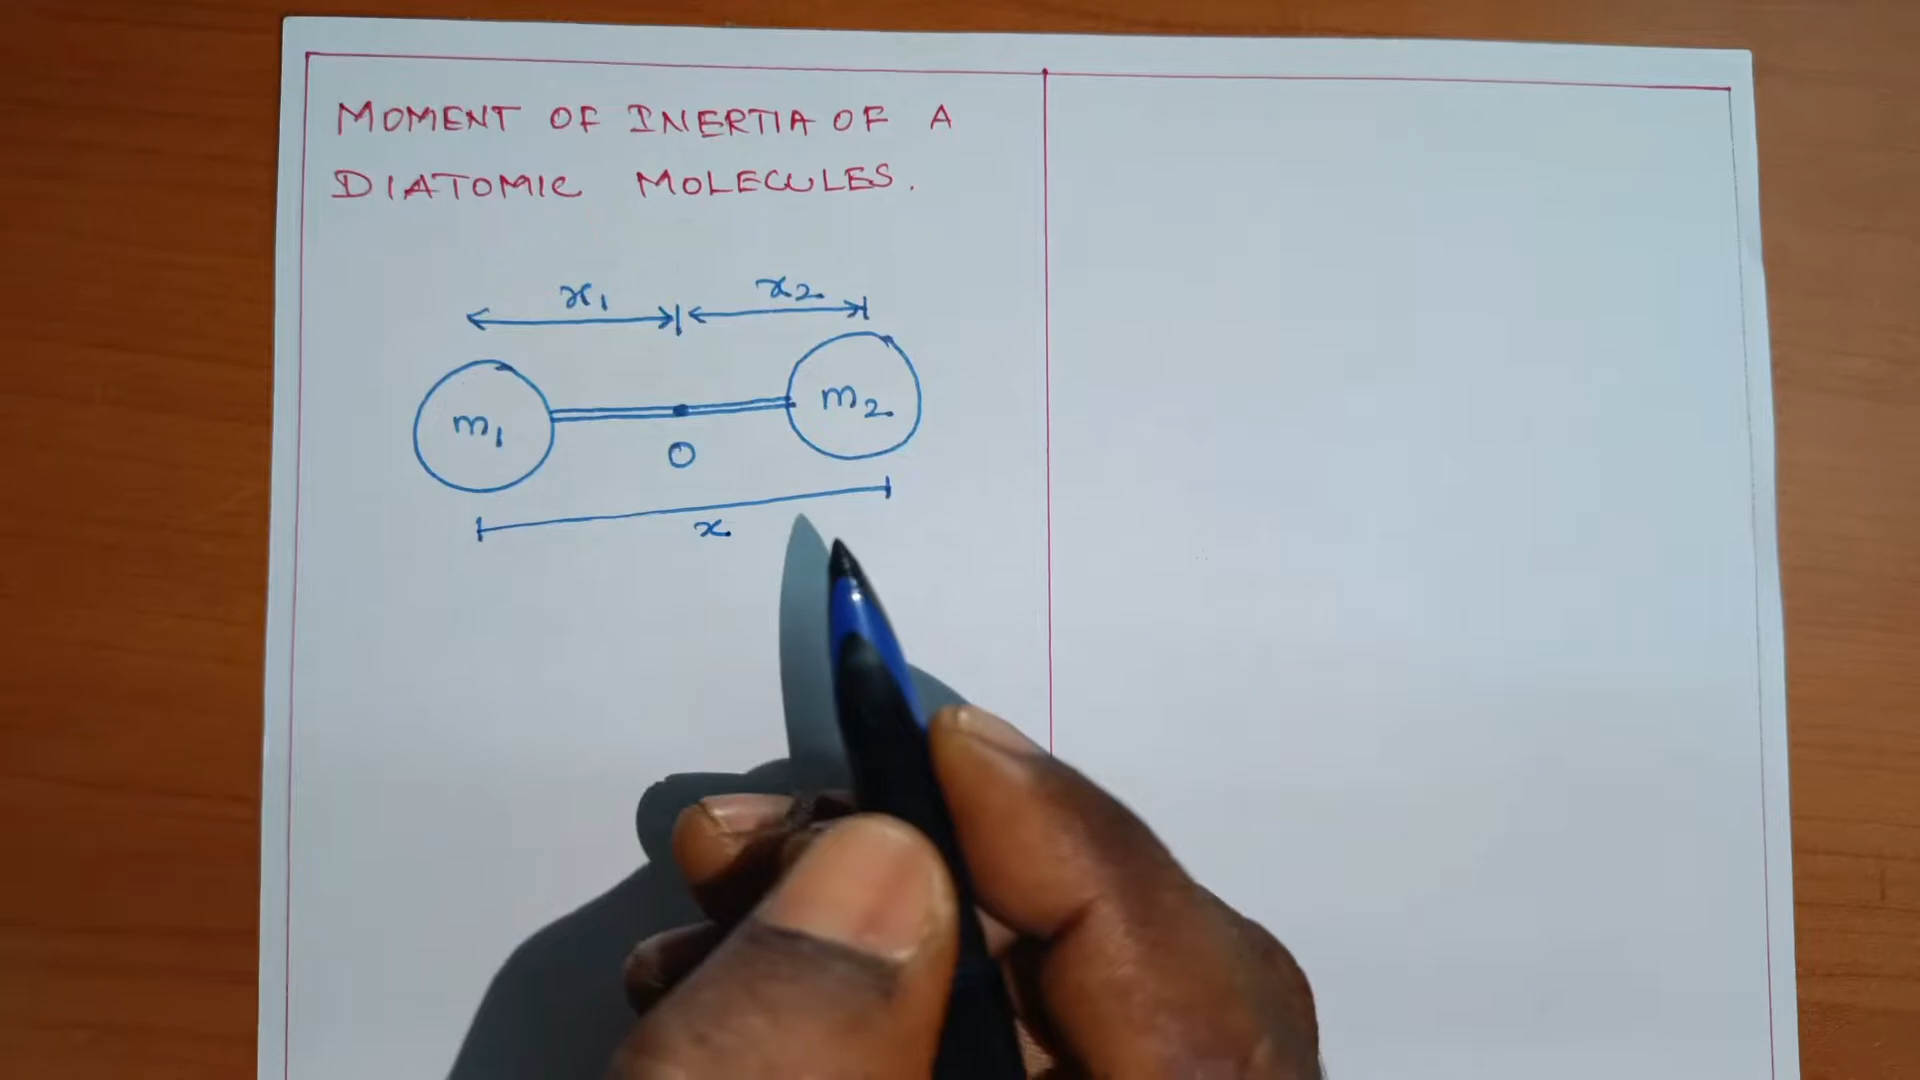 MOMENT OF INERTIA OF A
DIATOMIC MOLECULES.
x1 x2
m1 m2
O
x